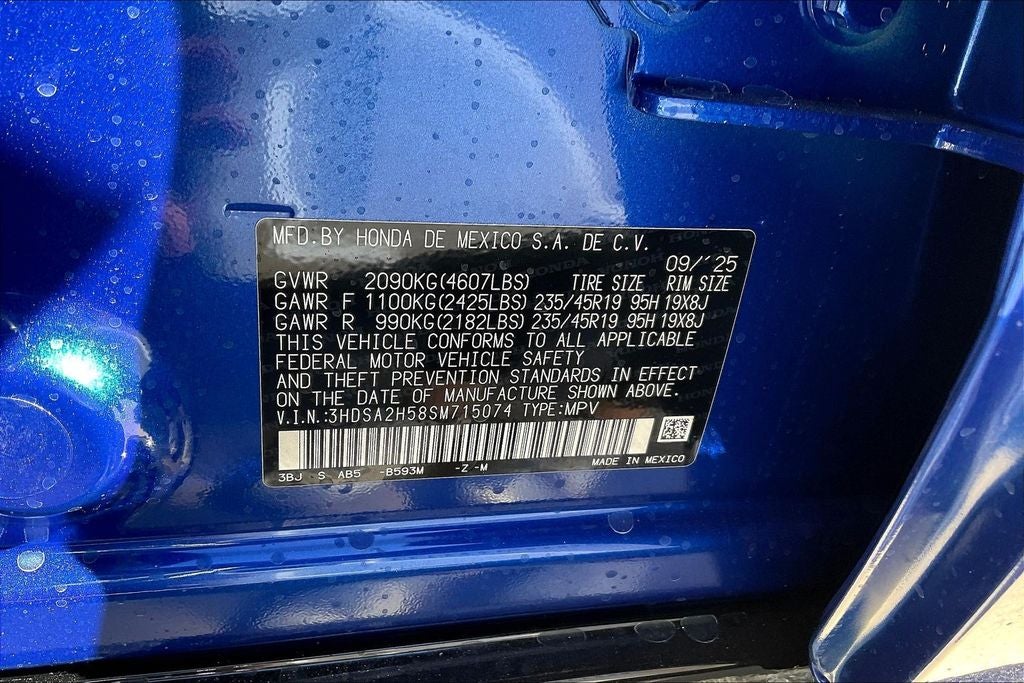 MFD. BY HONDA DE MEXICO S.A. DE C.V.
09/´25
GVWR 2090KG(4607LBS) TIRE SIZE RIM SIZE
GAWR F 1100KG(2425LBS) 235/45R19 95H 19X8J
GAWR R 990KG(2182LBS) 235/45R19 95H 19X8J
THIS VEHICLE CONFORMS TO ALL APPLICABLE
FEDERAL MOTOR VEHICLE SAFETY
AND THEFT PREVENTION STANDARDS IN EFFECT
ON THE DATE OF MANUFACTURE SHOWN ABOVE.
V.I.N.:3HDSA2H58SM715074 TYPE:MPV
MADE IN MEXICO
3BJ S AB5 -B593M -Z -M